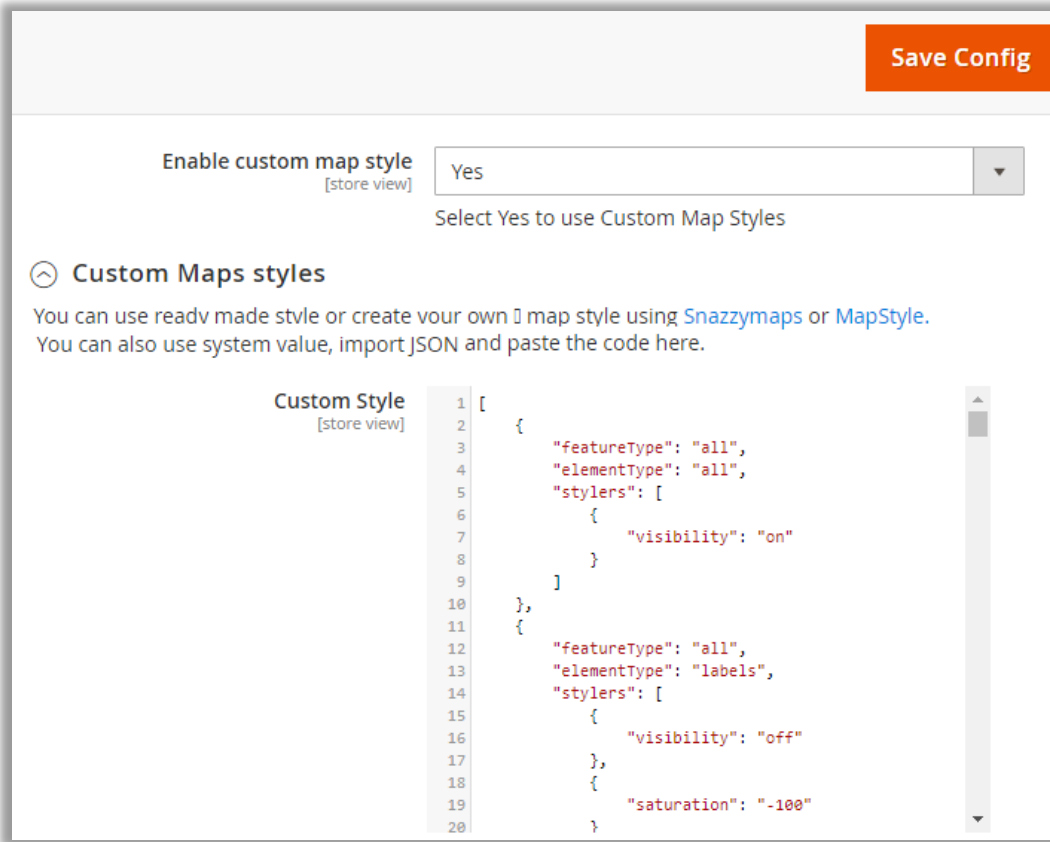 Save Config
Enable custom map style
[store view]
Yes
Select Yes to use Custom Map Styles
Custom Maps styles
You can use ready made style or create your own ▯ map style using Snazzymaps or MapStyle.
You can also use system value, import JSON and paste the code here.
Custom Style
[store view]
1 [
2     {
3         "featureType": "all",
4         "elementType": "all",
5         "stylers": [
6             {
7                 "visibility": "on"
8             }
9         ]
10     },
11     {
12         "featureType": "all",
13         "elementType": "labels",
14         "stylers": [
15             {
16                 "visibility": "off"
17             },
18             {
19                 "saturation": "-100"
20             }